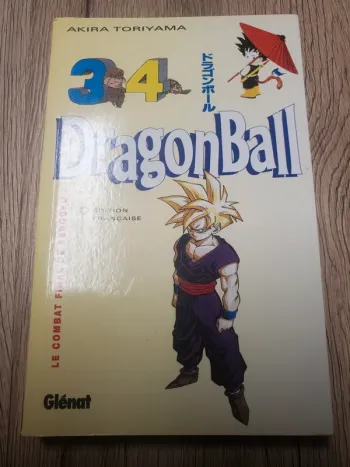 AKIRA TORIYAMA
34
ドラゴンボール
DragonBall
ÉDITION
FRANÇAISE
LE COMBAT
Glénat